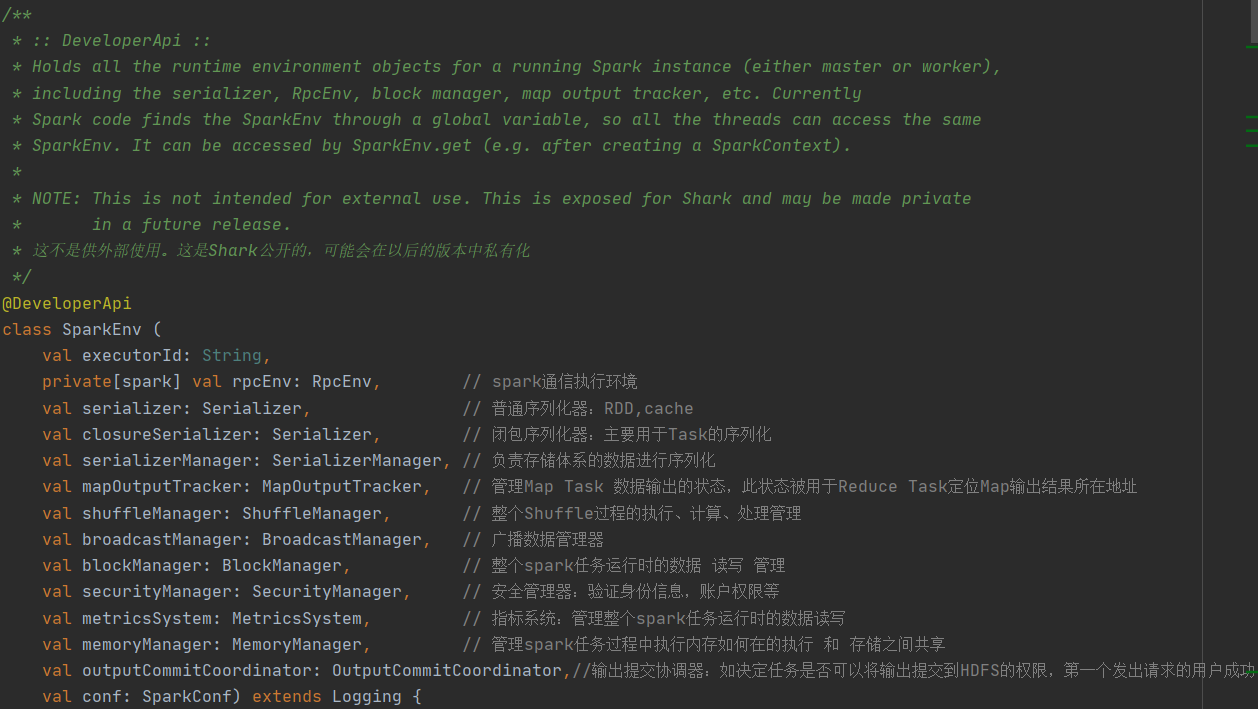 /**
 * :: DeveloperApi ::
 * Holds all the runtime environment objects for a running Spark instance (either master or worker),
 * including the serializer, RpcEnv, block manager, map output tracker, etc. Currently
 * Spark code finds the SparkEnv through a global variable, so all the threads can access the same
 * SparkEnv. It can be accessed by SparkEnv.get (e.g. after creating a SparkContext).
 *
 * NOTE: This is not intended for external use. This is exposed for Shark and may be made private
 *       in a future release.
 * 这不是供外部使用。这是Shark公开的，可能会在以后的版本中私有化
 */
@DeveloperApi
class SparkEnv (
    val executorId: String,
    private[spark] val rpcEnv: RpcEnv,        // spark通信执行环境
    val serializer: Serializer,               // 普通序列化器：RDD,cache
    val closureSerializer: Serializer,        // 闭包序列化器：主要用于Task的序列化
    val serializerManager: SerializerManager, // 负责存储体系的数据进行序列化
    val mapOutputTracker: MapOutputTracker,   // 管理Map Task 数据输出的状态，此状态被用于Reduce Task定位Map输出结果所在地址
    val shuffleManager: ShuffleManager,       // 整个Shuffle过程的执行、计算、处理管理
    val broadcastManager: BroadcastManager,   // 广播数据管理器
    val blockManager: BlockManager,           // 整个spark任务运行时的数据 读写 管理
    val securityManager: SecurityManager,     // 安全管理器：验证身份信息，账户权限等
    val metricsSystem: MetricsSystem,         // 指标系统：管理整个spark任务运行时的数据读写
    val memoryManager: MemoryManager,         // 管理spark任务过程中执行内存如何在的执行 和 存储之间共享
    val outputCommitCoordinator: OutputCommitCoordinator,//输出提交协调器：如决定任务是否可以将输出提交到HDFS的权限，第一个发出请求的用户成功
    val conf: SparkConf) extends Logging {